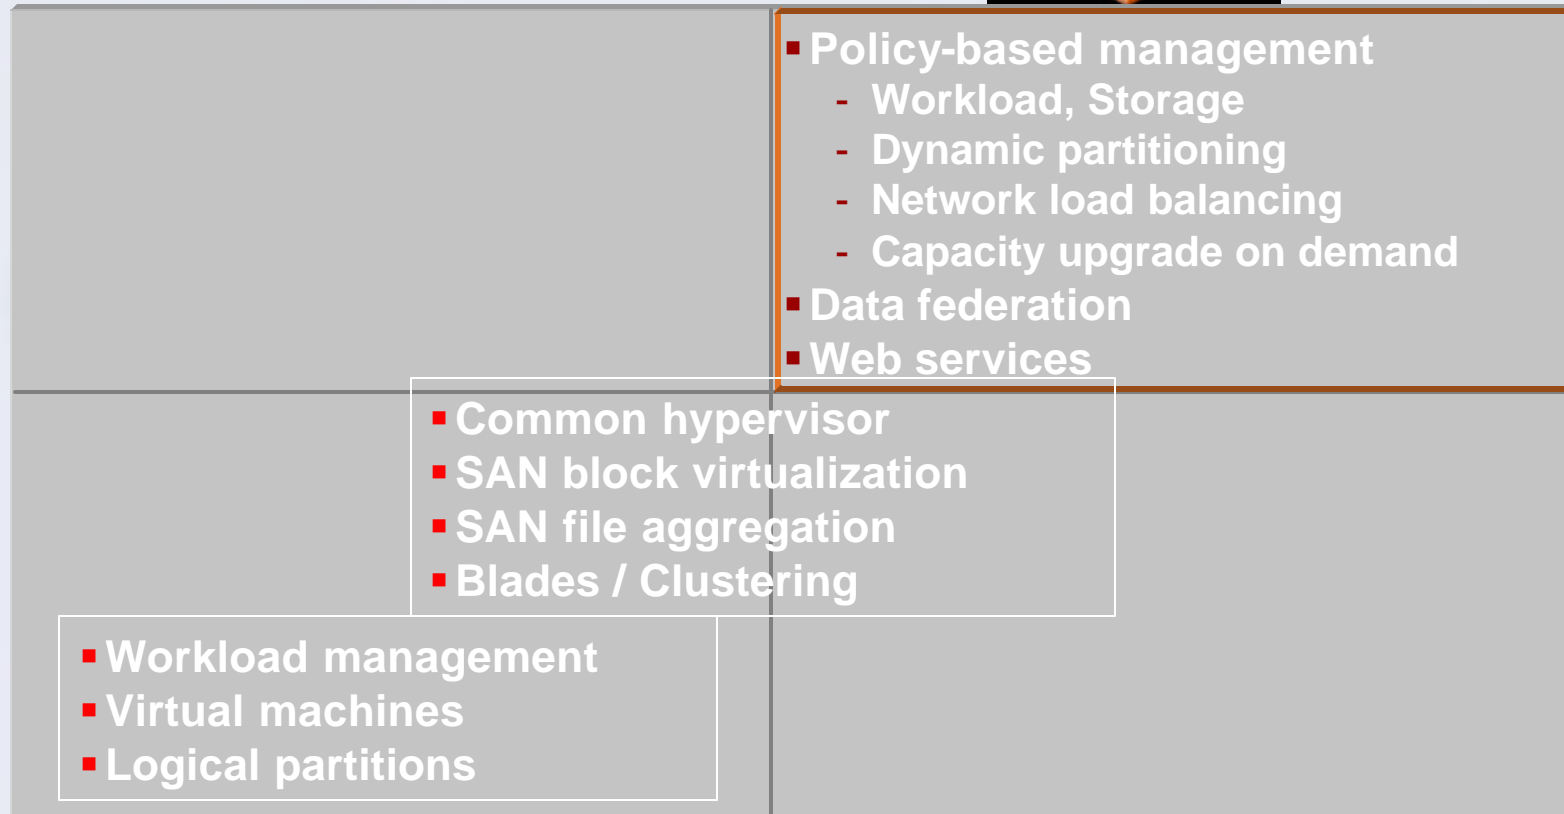 ▪ Policy-based management
- Workload, Storage
- Dynamic partitioning
- Network load balancing
- Capacity upgrade on demand
▪ Data federation
▪ Web services
▪ Common hypervisor
▪ SAN block virtualization
▪ SAN file aggregation
▪ Blades / Clustering
▪ Workload management
▪ Virtual machines
▪ Logical partitions